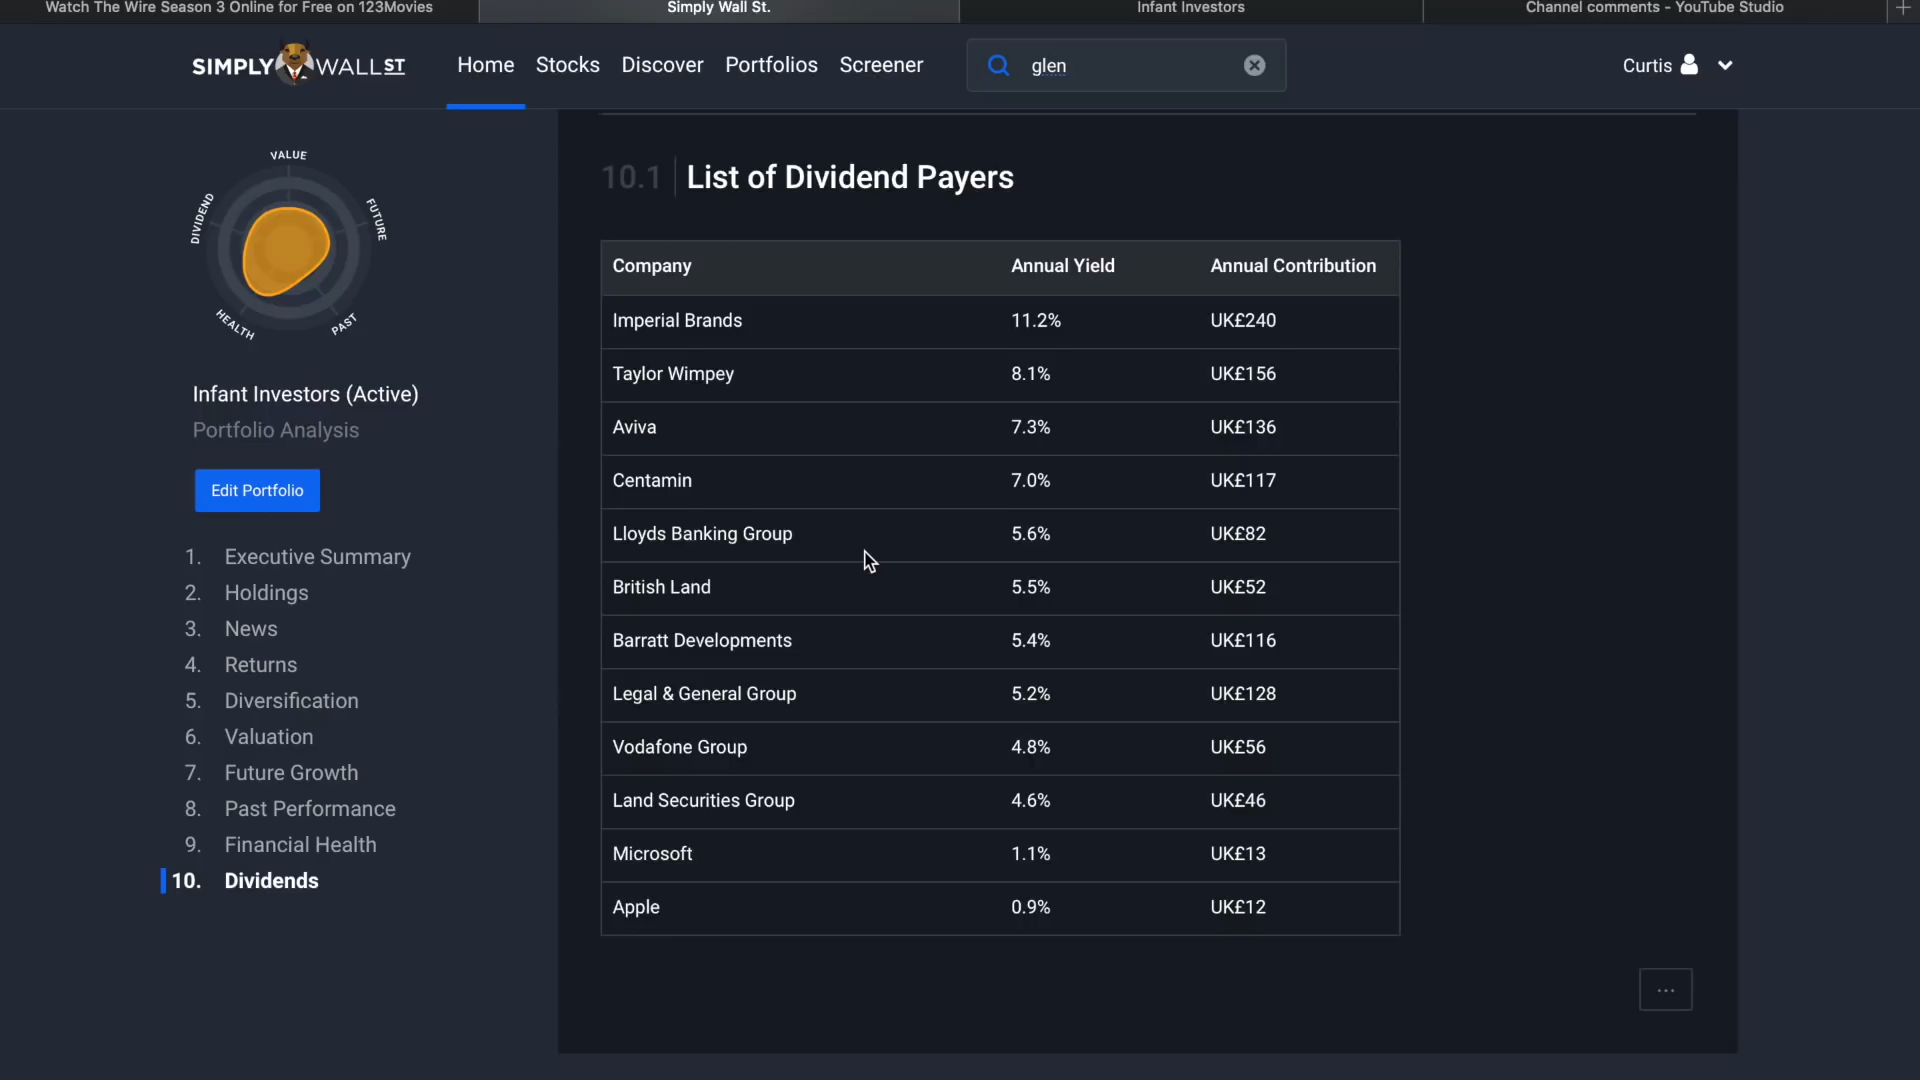 Watch The Wire Season 3 Online for Free on 123Movies
Simply Wall St.
Infant Investors
Channel comments - YouTube Studio
SIMPLY WALL ST
Home Stocks Discover Portfolios Screener
glen
Curtis
VALUE
FUTURE
PAST
HEALTH
DIVIDEND
Infant Investors (Active)
Portfolio Analysis
Edit Portfolio
1. Executive Summary
2. Holdings
3. News
4. Returns
5. Diversification
6. Valuation
7. Future Growth
8. Past Performance
9. Financial Health
10. Dividends
10.1 List of Dividend Payers
Company Annual Yield Annual Contribution
Imperial Brands 11.2% UK£240
Taylor Wimpey 8.1% UK£156
Aviva 7.3% UK£136
Centamin 7.0% UK£117
Lloyds Banking Group 5.6% UK£82
British Land 5.5% UK£52
Barratt Developments 5.4% UK£116
Legal & General Group 5.2% UK£128
Vodafone Group 4.8% UK£56
Land Securities Group 4.6% UK£46
Microsoft 1.1% UK£13
Apple 0.9% UK£12
...